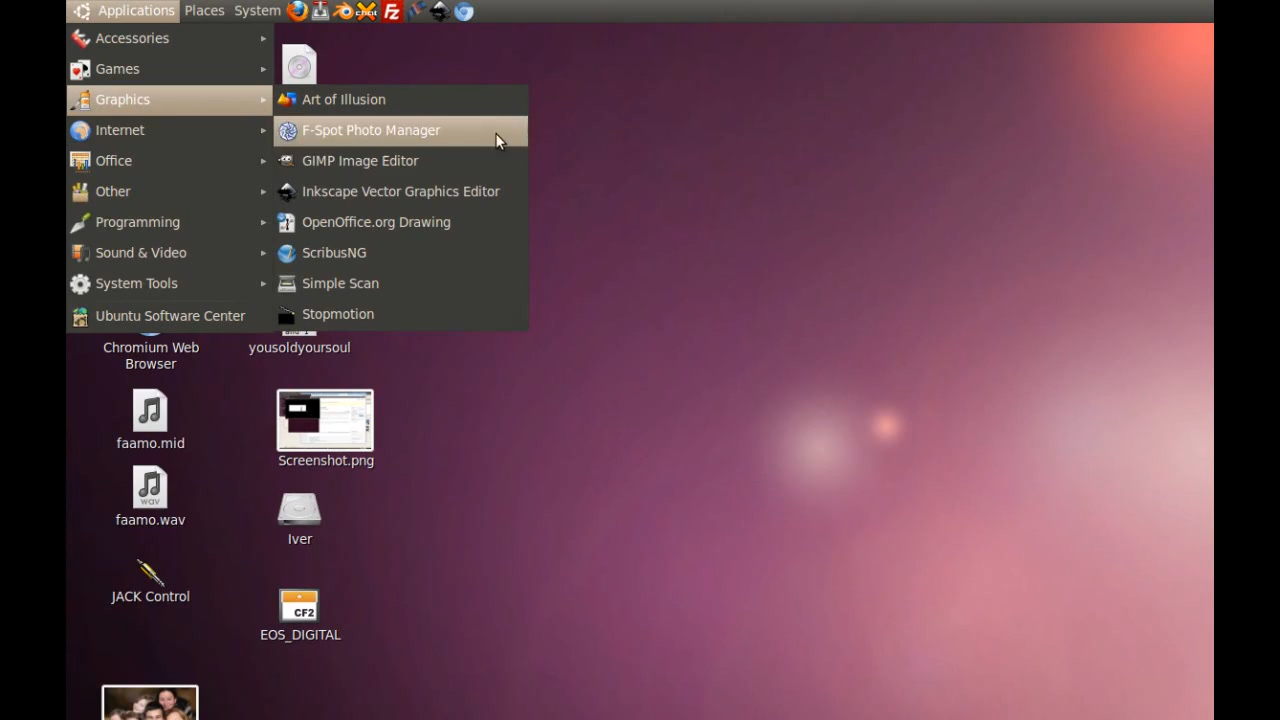 Applications Places System
Accessories
Games
Graphics
Internet
Office
Other
Programming
Sound & Video
System Tools
Ubuntu Software Center
Art of Illusion
F-Spot Photo Manager
GIMP Image Editor
Inkscape Vector Graphics Editor
OpenOffice.org Drawing
ScribusNG
Simple Scan
Stopmotion
Chromium Web
Browser
yousoldyoursoul
faamo.mid
Screenshot.png
wav
faamo.wav
Iver
JACK Control
CF2
EOS_DIGITAL